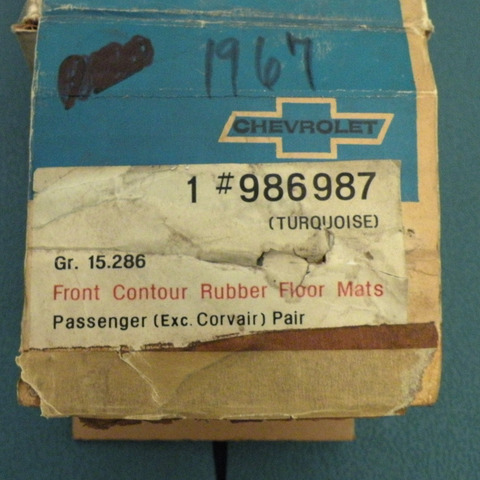 1967
CHEVROLET
1 #986987
(TURQUOISE)
Gr. 15.286
Front Contour Rubber Floor Mats
Passenger (Exc. Corvair) Pair